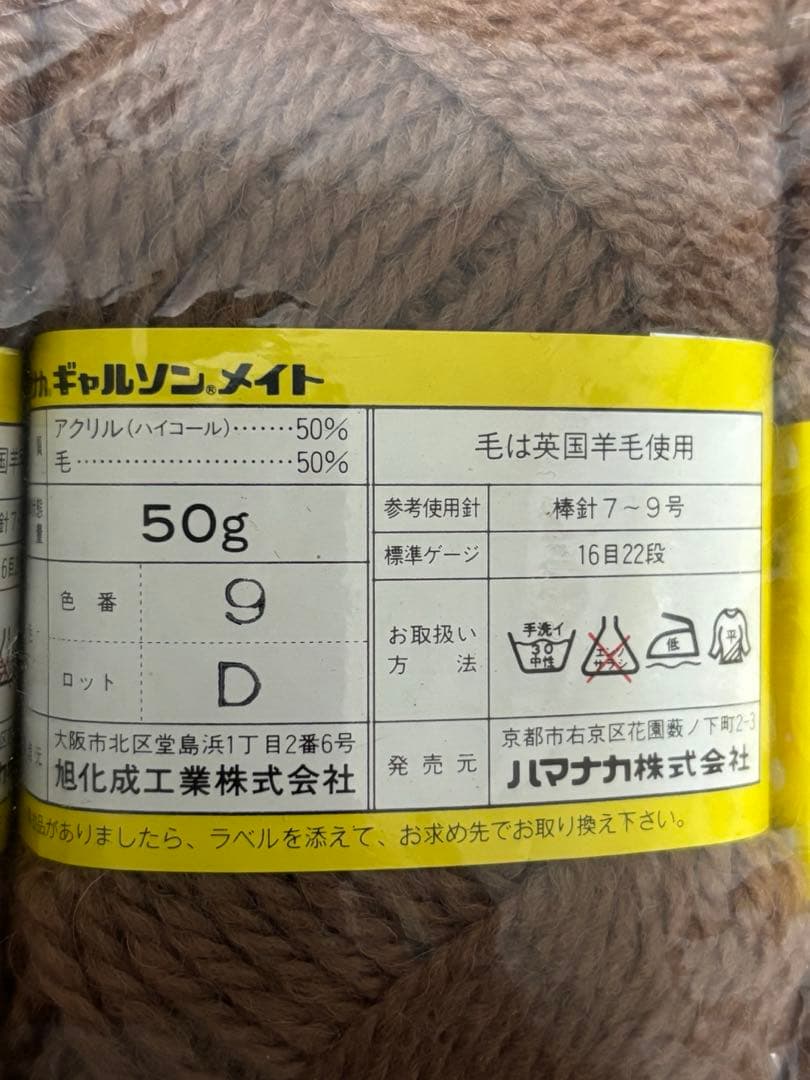 ギャルソン®メイト
アクリル(ハイコール)・・・・・・・50%
毛・・・・・・・・・・・・・・・・・・・・・・50%
毛は英国羊毛使用
量
50g
参考使用針
棒針7~9号
標準ゲージ
16目22段
色番
9
ロット
D
お取扱い
方法
手洗イ
30
中性
エンソ
サラシ
低
平
大阪市北区堂島浜1丁目2番6号
旭化成工業株式会社
発売元
京都市右京区花園薮ノ下町2-3
ハマナカ株式会社
がありましたら、ラベルを添えて、お求め先でお取り換え下さい。